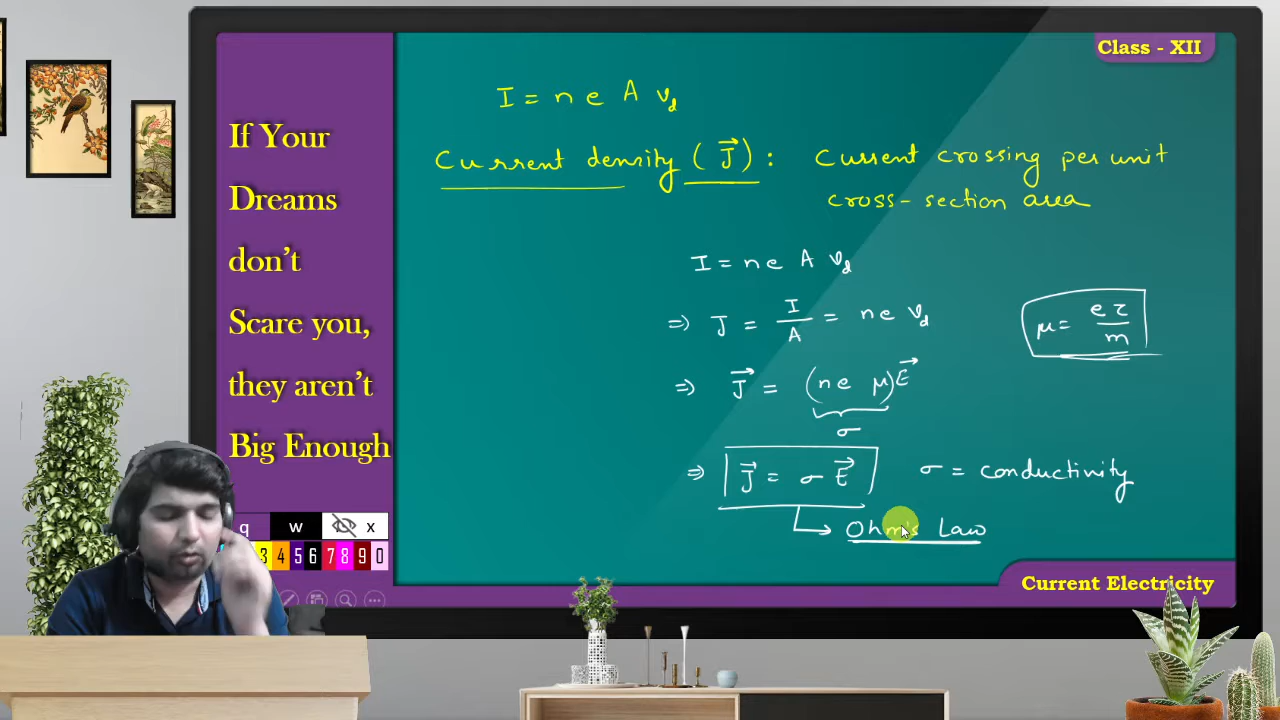 Class - XII
If Your
Dreams
don't
Scare you,
they aren't
Big Enough
I = n e A v_d
Current density ( J⃗ ) : Current crossing per unit
cross-section area
I = n e A v_d
⇒ J = I/A = n e v_d
μ = eτ/m
⇒ J⃗ = (n e μ) E⃗
σ
⇒ J⃗ = σ E⃗
σ = conductivity
↳ Ohm's Law
q w x
3 4 5 6 7 8 9 0
Current Electricity